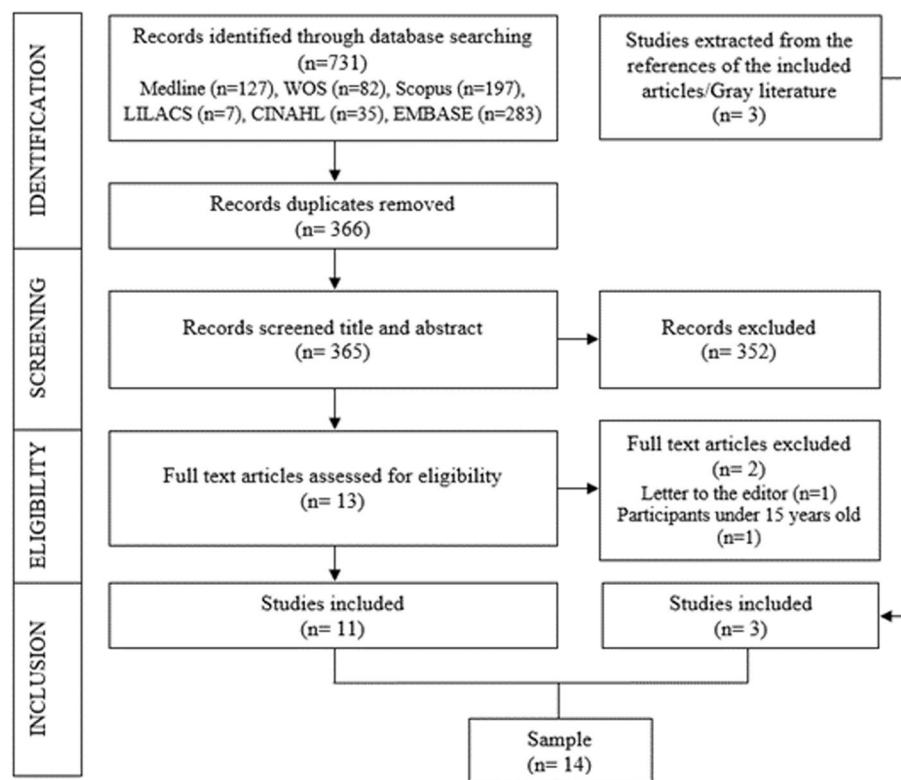 IDENTIFICATION
Records identified through database searching
(n=731)
Medline (n=127), WOS (n=82), Scopus (n=197),
LILACS (n=7), CINAHL (n=35), EMBASE (n=283)
Studies extracted from the
references of the included
articles/Gray literature
(n= 3)
Records duplicates removed
(n= 366)
SCREENING
Records screened title and abstract
(n= 365)
Records excluded
(n= 352)
ELIGIBILITY
Full text articles assessed for eligibility
(n= 13)
Full text articles excluded
(n= 2)
Letter to the editor (n=1)
Participants under 15 years old
(n=1)
INCLUSION
Studies included
(n= 11)
Studies included
(n= 3)
Sample
(n= 14)